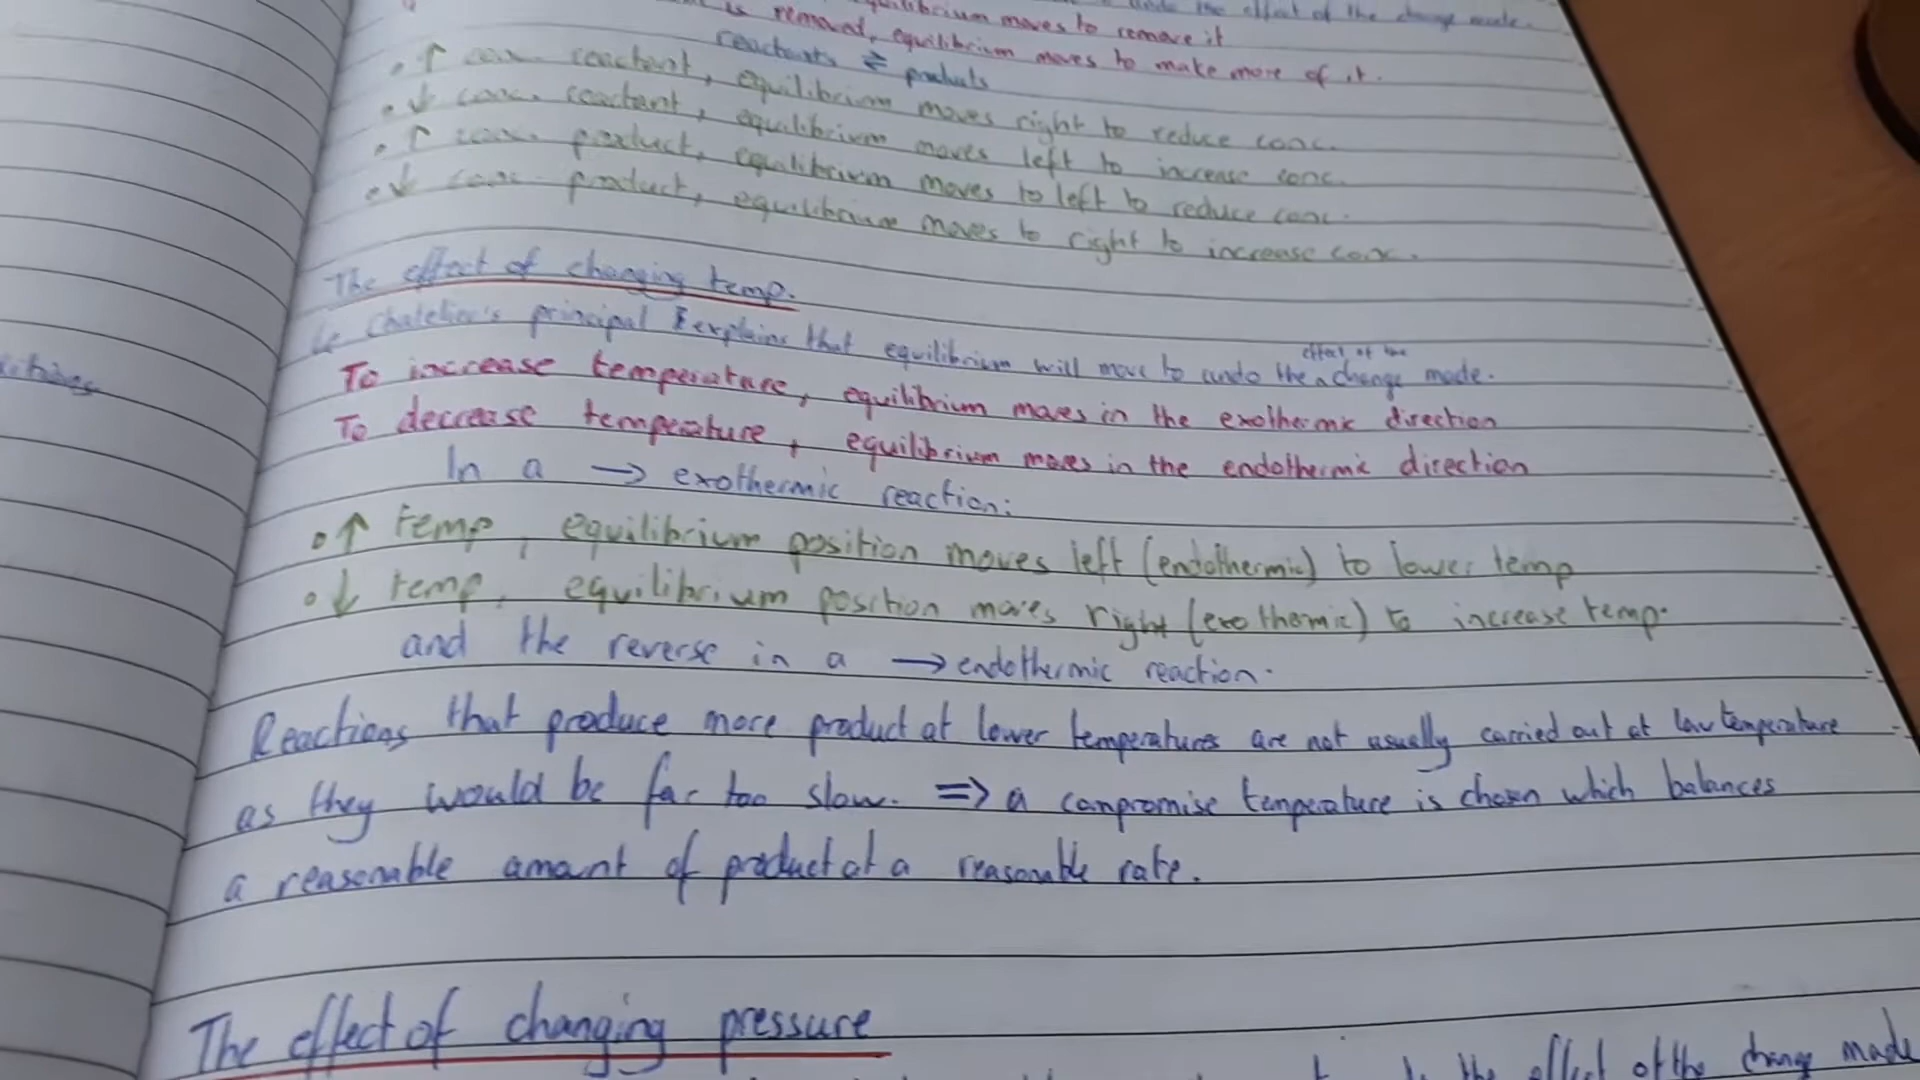 the effect of the change made.
is removed, equilibrium moves to remove it
equilibrium moves to make more of it.
reactants ⇌ products
• ↑ conc. reactant, equilibrium moves right to reduce conc.
• ↓ conc. reactant, equilibrium moves left to increase conc.
• ↑ conc. product, equilibrium moves to left to reduce conc.
• ↓ conc. product, equilibrium moves to right to increase conc.
The effect of changing temp.
Le Chatelier's principal explains that equilibrium will move to undo the effect of the change made.
To increase temperature, equilibrium moves in the exothermic direction
To decrease temperature, equilibrium moves in the endothermic direction
In a → exothermic reaction:
• ↑ temp, equilibrium position moves left (endothermic) to lower temp
• ↓ temp, equilibrium position moves right (exothermic) to increase temp.
and the reverse in a → endothermic reaction.
Reactions that produce more product at lower temperatures are not usually carried out at low temperature
as they would be far too slow. ⇒ a compromise temperature is chosen which balances
a reasonable amount of product at a reasonable rate.
The effect of changing pressure
the effect of the change made